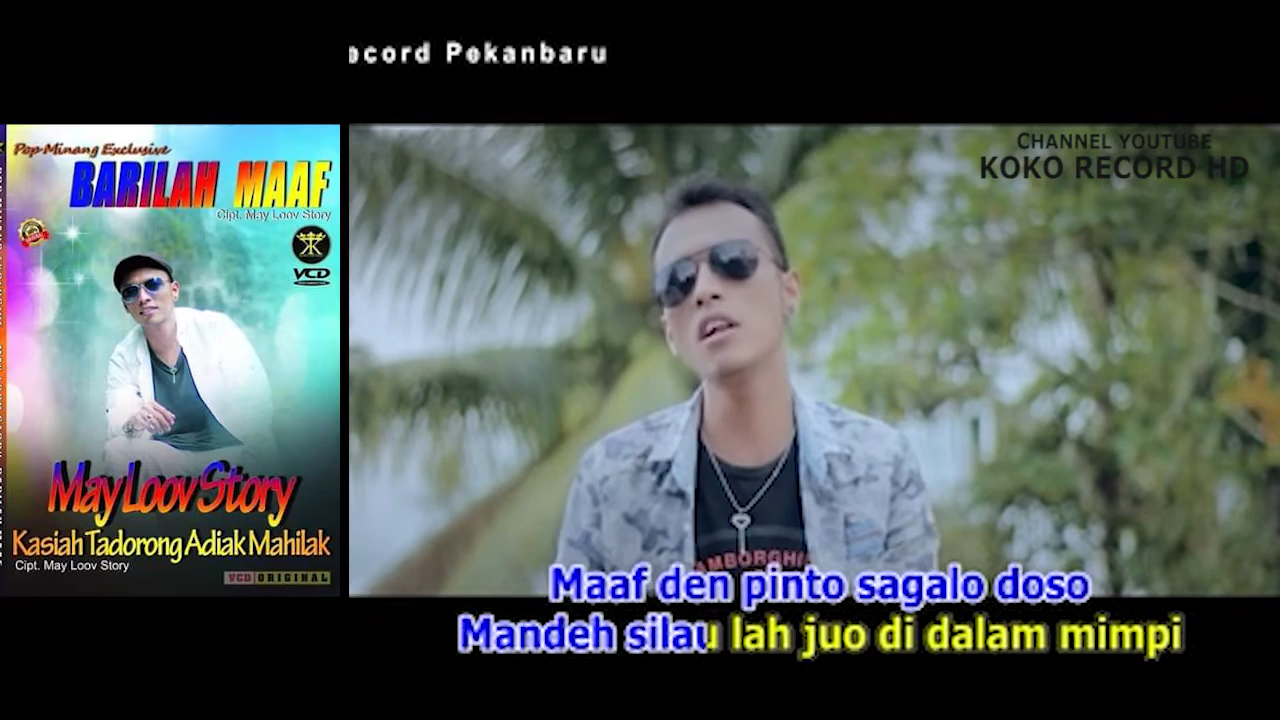 ecord Pekanbaru
Pop Minang Exclusive
BARILAH MAAF
Cipt. May Loov Story
VCD
May Loov Story
Kasiah Tadorong Adiak Mahilak
Cipt. May Loov Story
VCD ORIGINAL
CHANNEL YOUTUBE
KOKO RECORD HD
AMBORGHI
Maaf den pinto sagalo doso
Mandeh silau lah juo di dalam mimpi